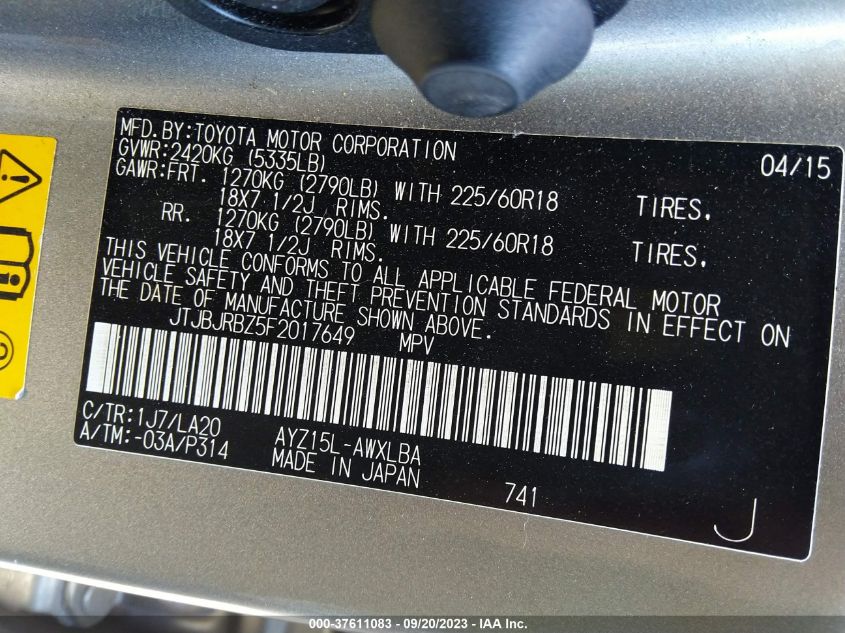 MFD.BY:TOYOTA MOTOR CORPORATION 04/15
GVWR:2420KG (5335LB)
GAWR:FRT. 1270KG (2790LB) WITH 225/60R18 TIRES,
18X7 1/2J RIMS.
RR. 1270KG (2790LB) WITH 225/60R18 TIRES,
18X7 1/2J RIMS.
THIS VEHICLE CONFORMS TO ALL APPLICABLE FEDERAL MOTOR
VEHICLE SAFETY AND THEFT PREVENTION STANDARDS IN EFFECT ON
THE DATE OF MANUFACTURE SHOWN ABOVE.
JTJBJRBZ5F2017649 MPV
C/TR:1J7/LA20 AYZ15L-AWXLBA
A/TM:-03A/P314 MADE IN JAPAN
741
J
000-37611083 - 09/20/2023 - IAA Inc.